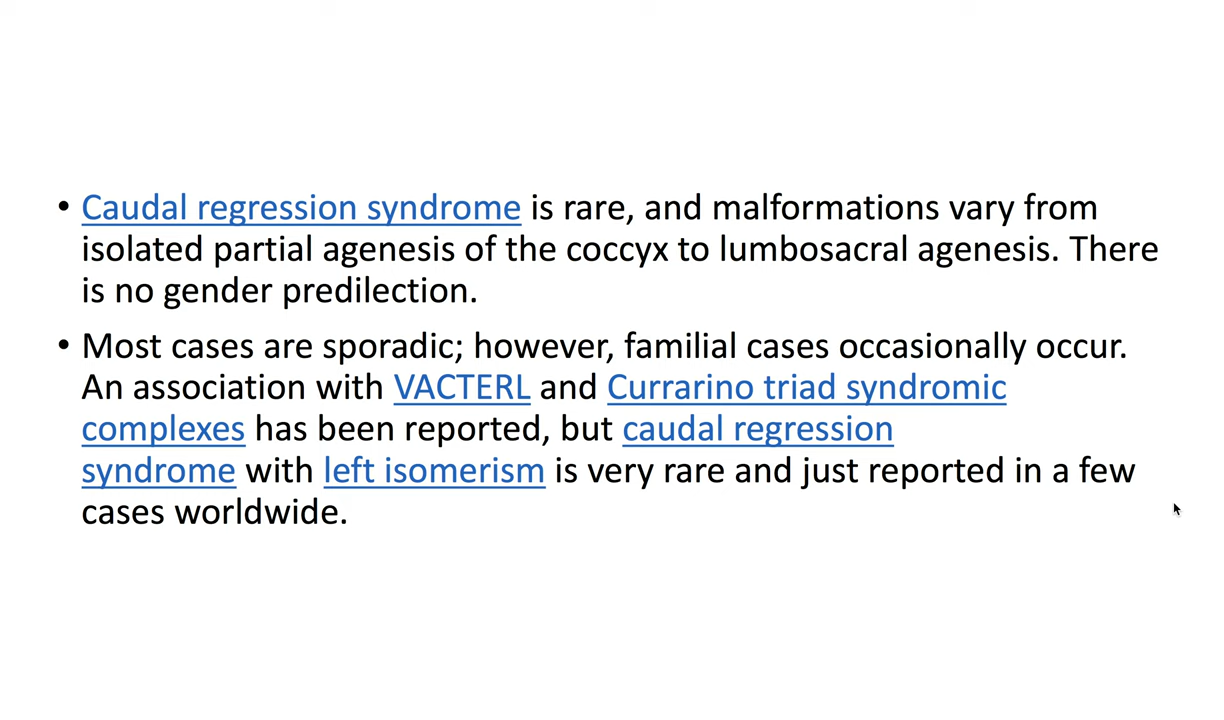 • Caudal regression syndrome is rare, and malformations vary from
isolated partial agenesis of the coccyx to lumbosacral agenesis. There
is no gender predilection.
• Most cases are sporadic; however, familial cases occasionally occur.
An association with VACTERL and Currarino triad syndromic
complexes has been reported, but caudal regression
syndrome with left isomerism is very rare and just reported in a few
cases worldwide.